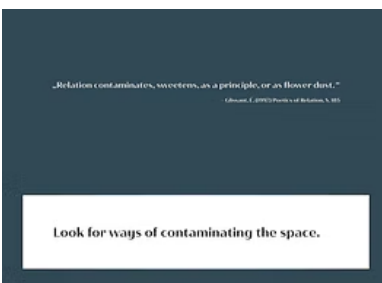 „Relation contaminates, sweetens, as a principle, or as flower dust.“
- Glissant, É. (1997) Poetics of Relation, S. 185
Look for ways of contaminating the space.